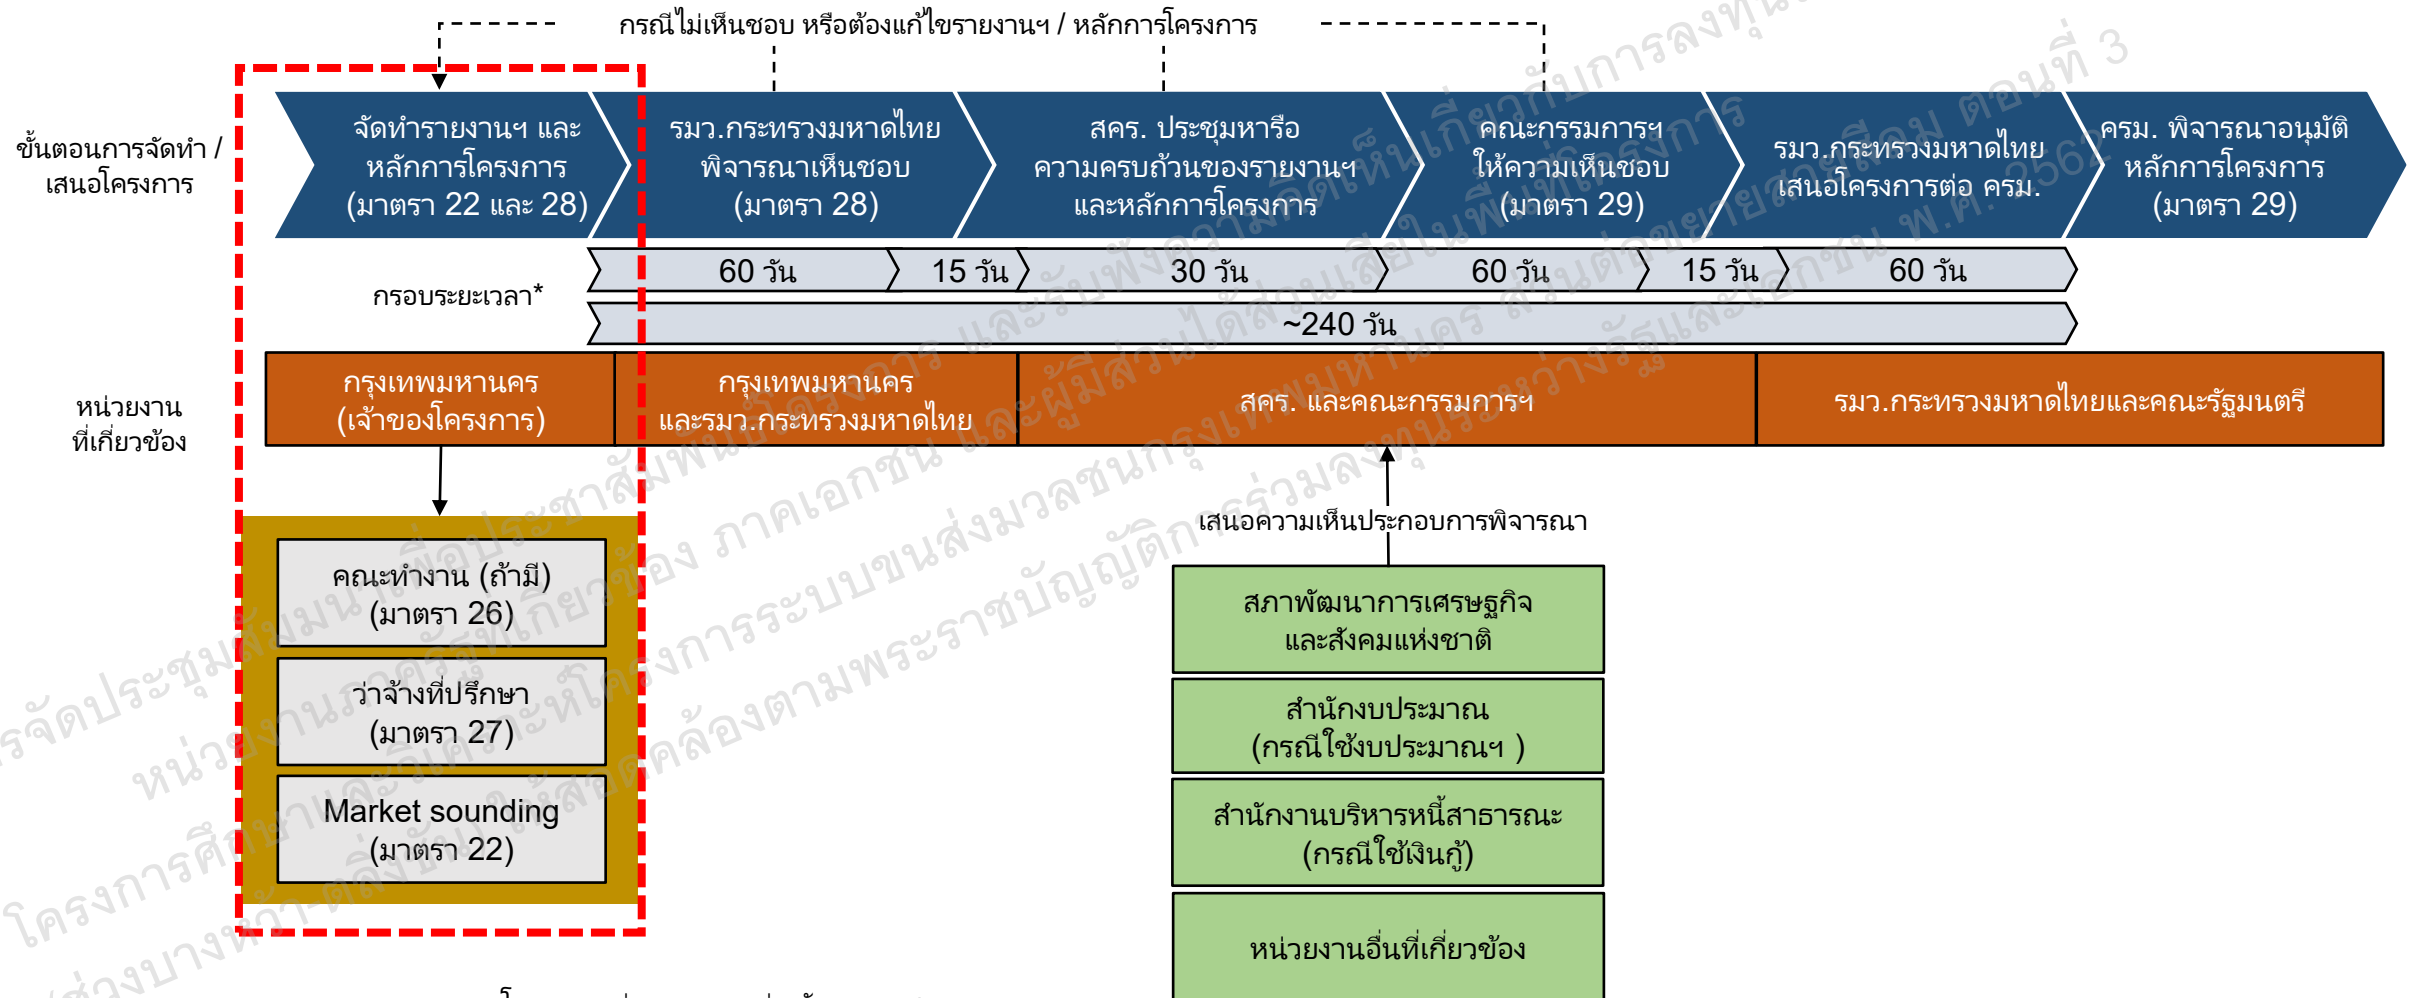 กรณีไม่เห็นชอบ หรือต้องแก้ไขรายงานฯ / หลักการโครงการ
ขั้นตอนการจัดทำ /
เสนอโครงการ
จัดทำรายงานฯ และ
หลักการโครงการ
(มาตรา 22 และ 28)
รมว.กระทรวงมหาดไทย
พิจารณาเห็นชอบ
(มาตรา 28)
สคร. ประชุมหารือ
ความครบถ้วนของรายงานฯ
และหลักการโครงการ
คณะกรรมการฯ
ให้ความเห็นชอบ
(มาตรา 29)
รมว.กระทรวงมหาดไทย
เสนอโครงการต่อ ครม.
ครม. พิจารณาอนุมัติ
หลักการโครงการ
(มาตรา 29)
กรอบระยะเวลา*
60 วัน
15 วัน
30 วัน
60 วัน
15 วัน
60 วัน
~240 วัน
หน่วยงาน
ที่เกี่ยวข้อง
กรุงเทพมหานคร
(เจ้าของโครงการ)
กรุงเทพมหานคร
และรมว.กระทรวงมหาดไทย
สคร. และคณะกรรมการฯ
รมว.กระทรวงมหาดไทยและคณะรัฐมนตรี
คณะทำงาน (ถ้ามี)
(มาตรา 26)
ว่าจ้างที่ปรึกษา
(มาตรา 27)
Market sounding
(มาตรา 22)
เสนอความเห็นประกอบการพิจารณา
สภาพัฒนาการเศรษฐกิจ
และสังคมแห่งชาติ
สำนักงบประมาณ
(กรณีใช้งบประมาณฯ )
สำนักงานบริหารหนี้สาธารณะ
(กรณีใช้เงินกู้)
หน่วยงานอื่นที่เกี่ยวข้อง